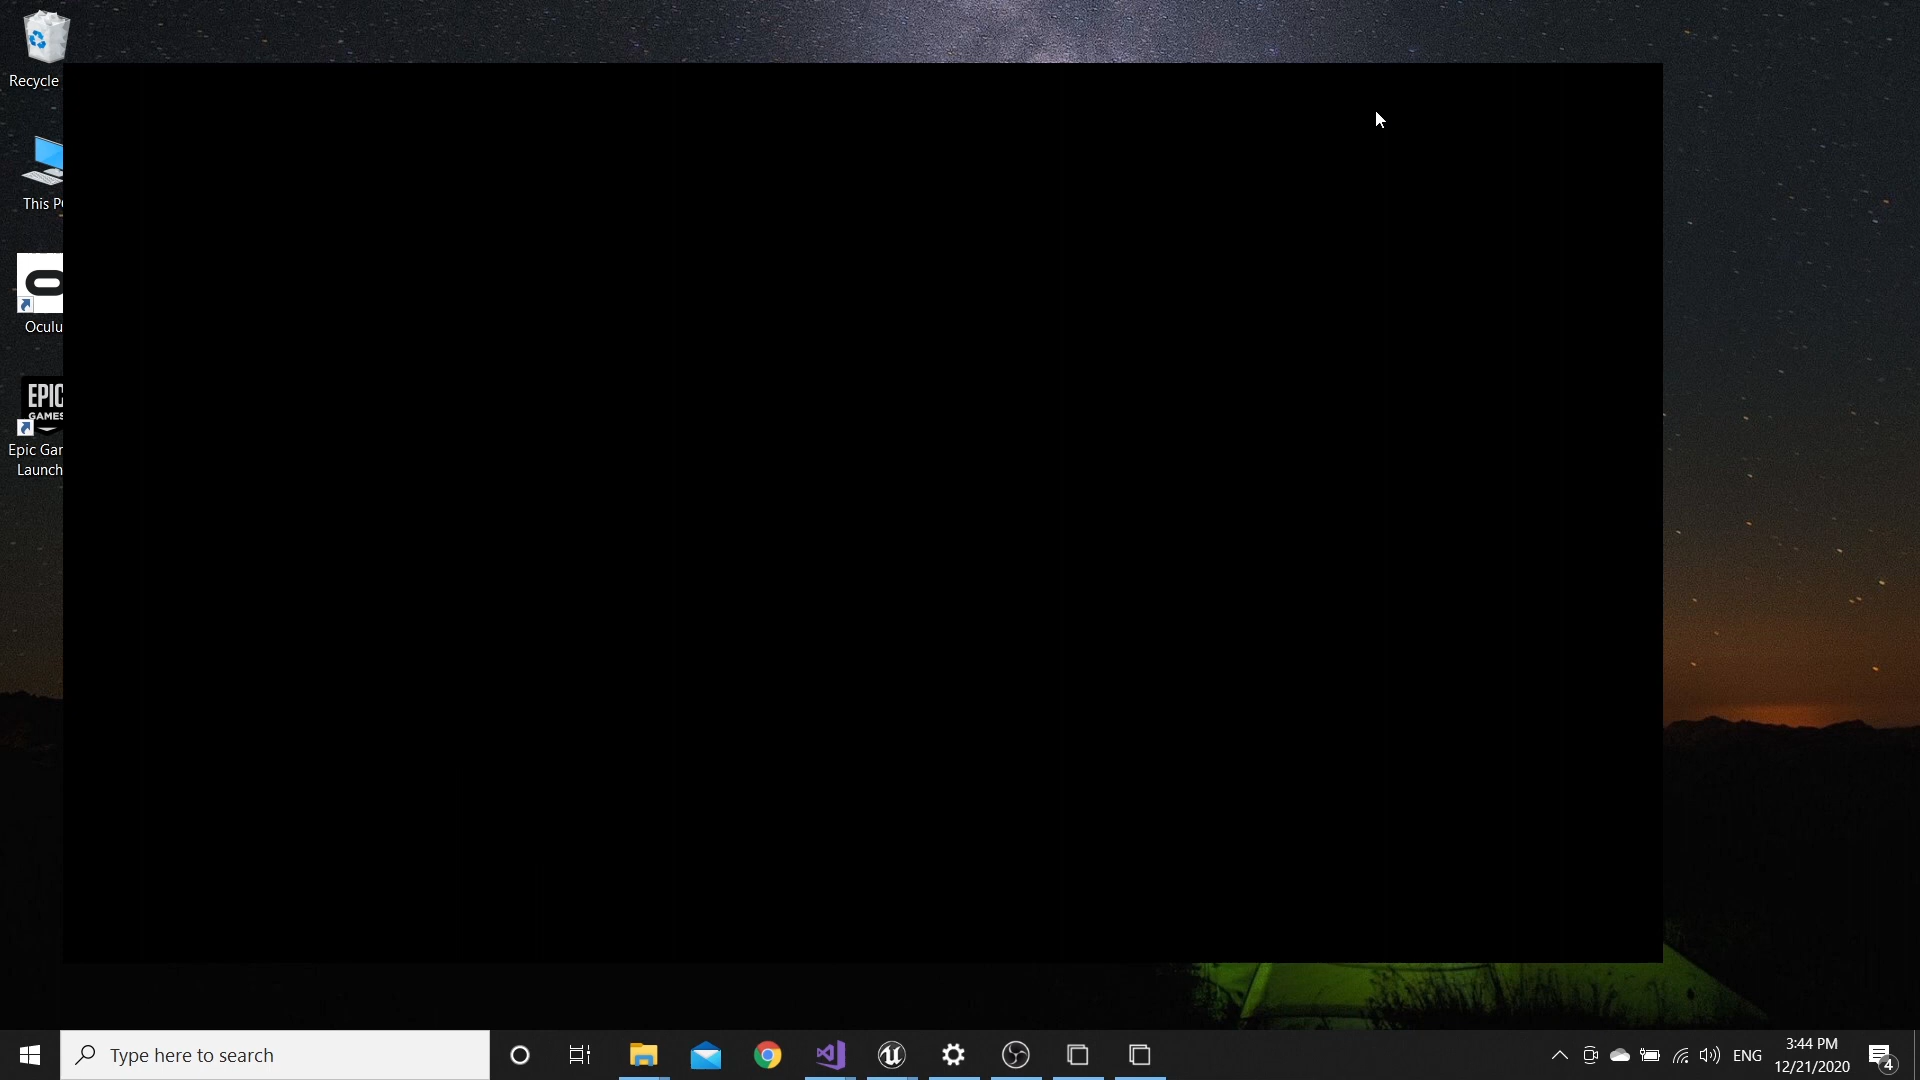 Recycle
This P
Oculu
EPIC
GAMES
Epic Gar
Launch
Type here to search
ENG
3:44 PM
12/21/2020
4